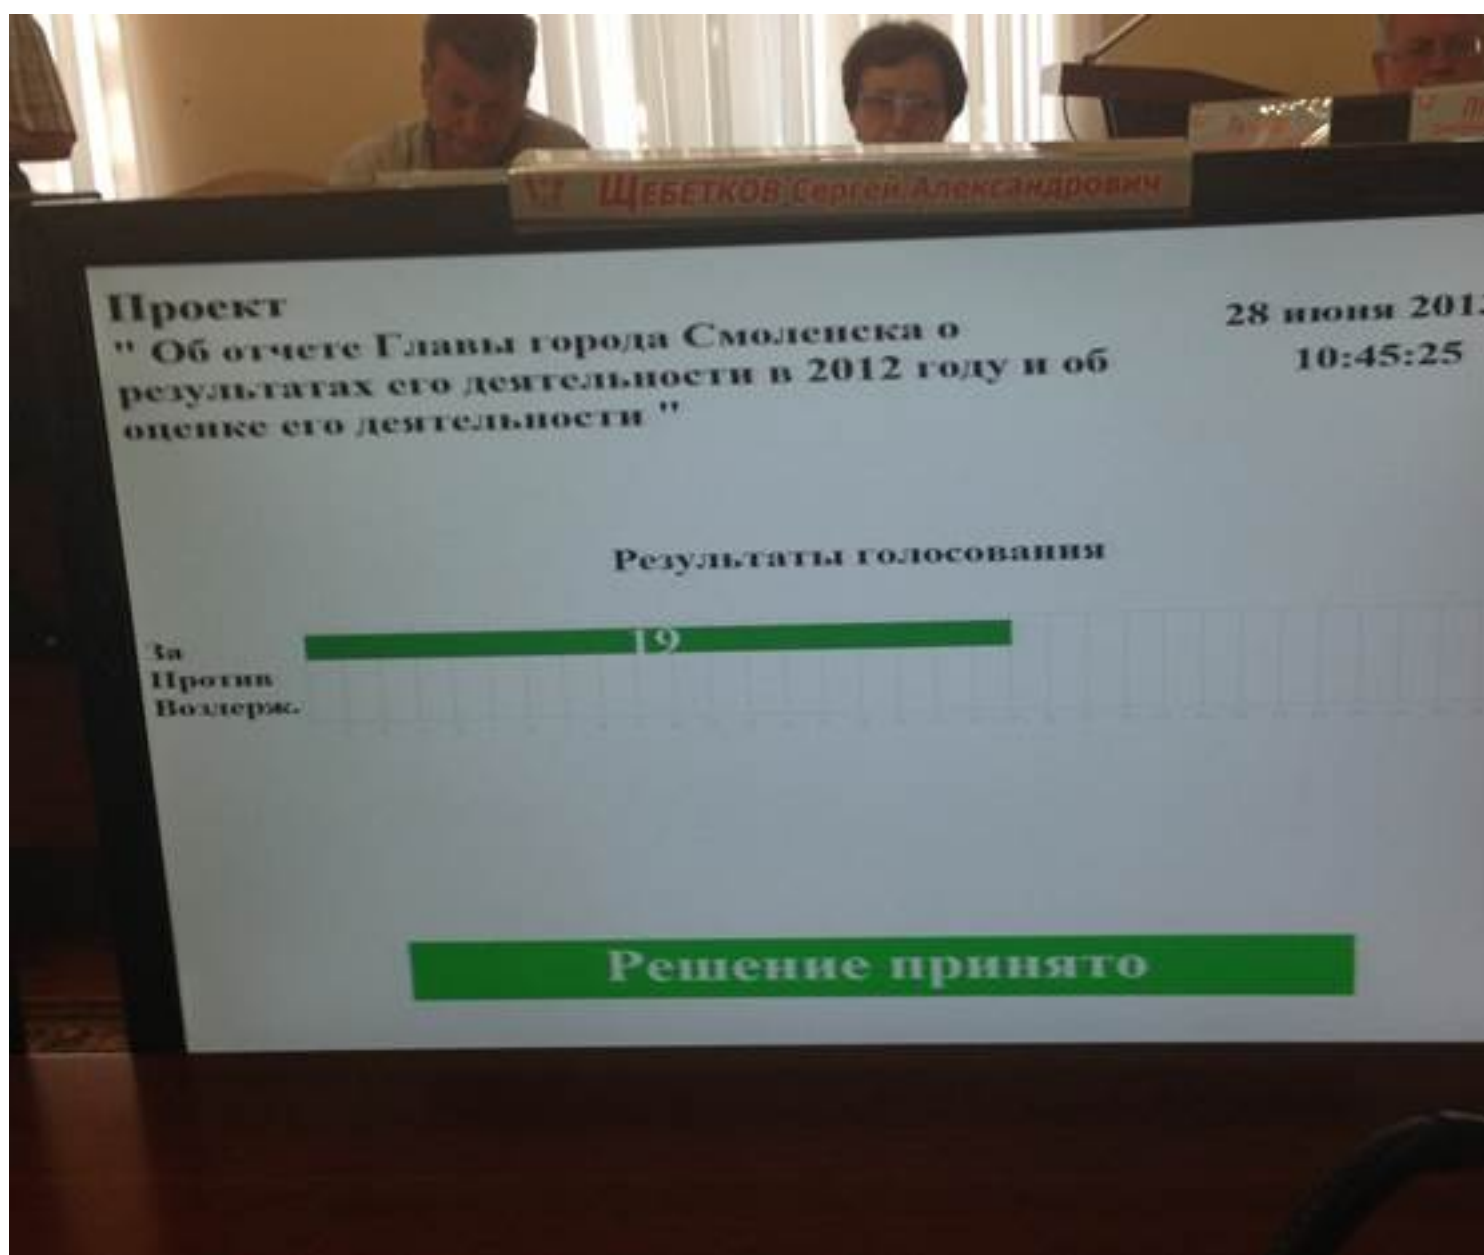 ЩЕБЕТКОВ Сергей Александрович
Проект
" Об отчете Главы города Смоленска о
результатах его деятельности в 2012 году и об
оценке его деятельности "
28 июня
10:45:25
Результаты голосования
За
19
Против
Воздерж.
Решение принято